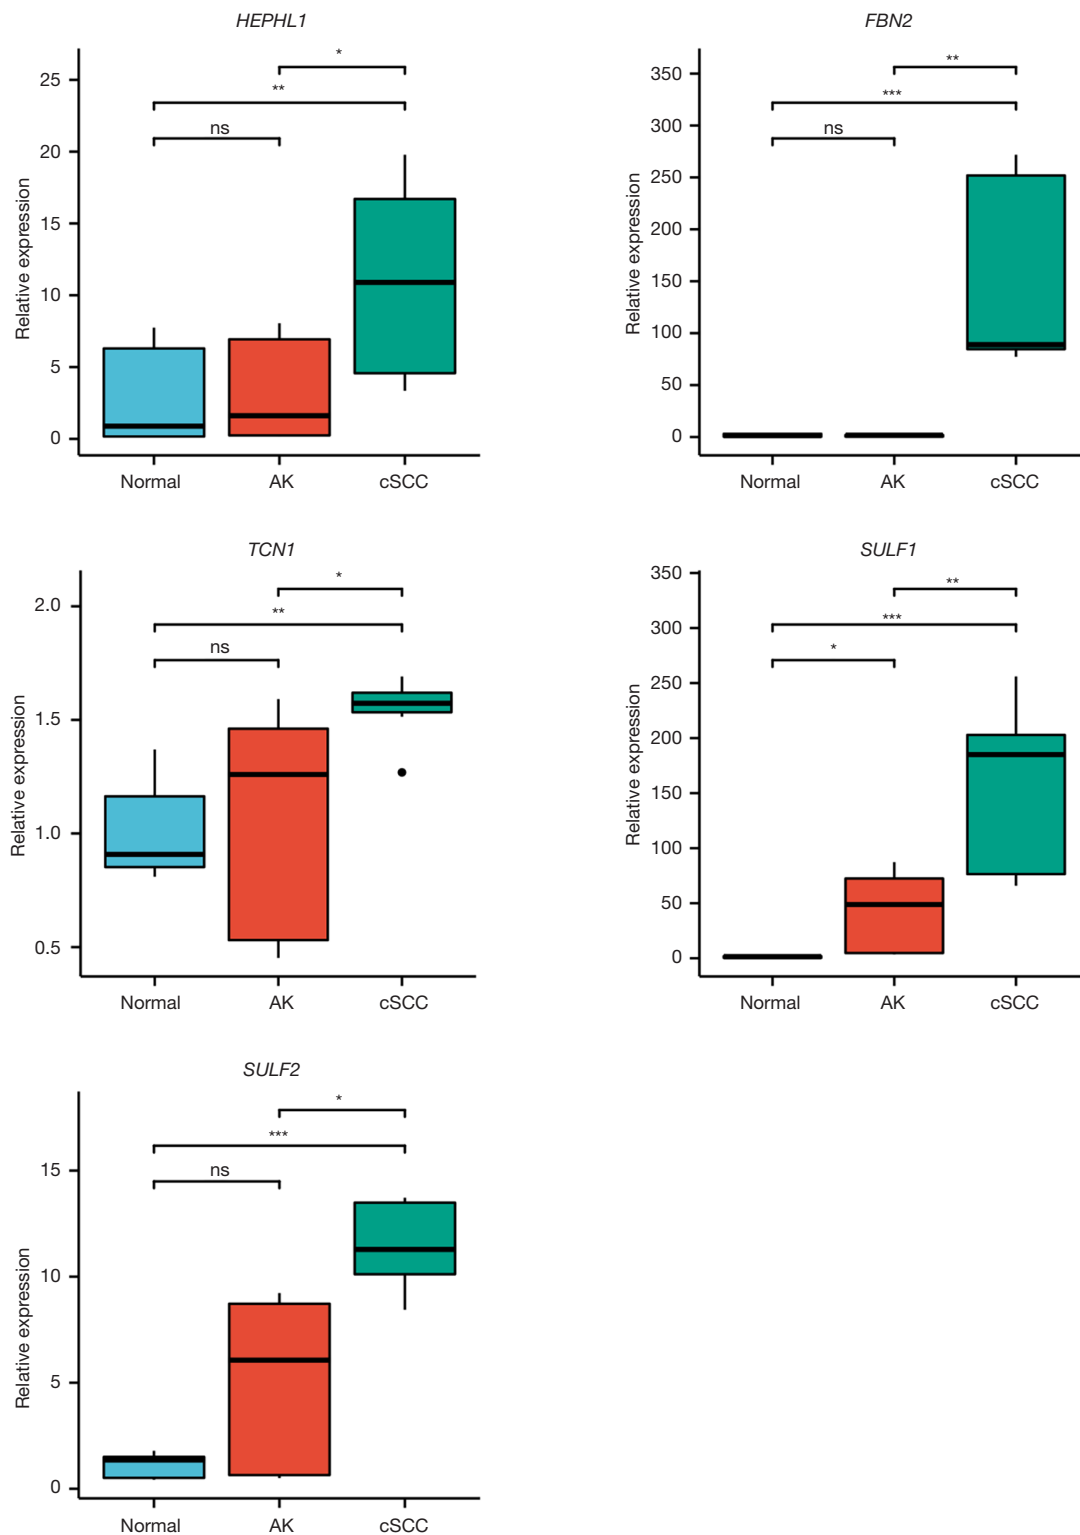 HEPHL1
*
**
ns
25
20
15
10
5
0
Relative expression
Normal AK cSCC
FBN2
**
***
ns
350
300
250
200
150
100
50
0
Relative expression
Normal AK cSCC
TCN1
*
**
ns
2.0
1.5
1.0
0.5
Relative expression
Normal AK cSCC
SULF1
**
***
*
350
300
250
200
150
100
50
0
Relative expression
Normal AK cSCC
SULF2
*
***
ns
15
10
5
0
Relative expression
Normal AK cSCC